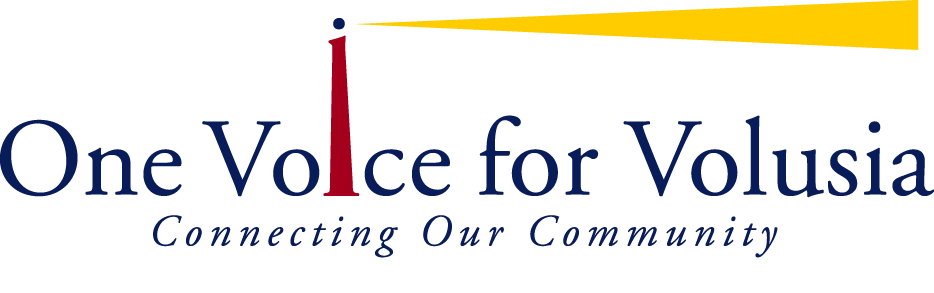 One Voice for Volusia
Connecting Our Community